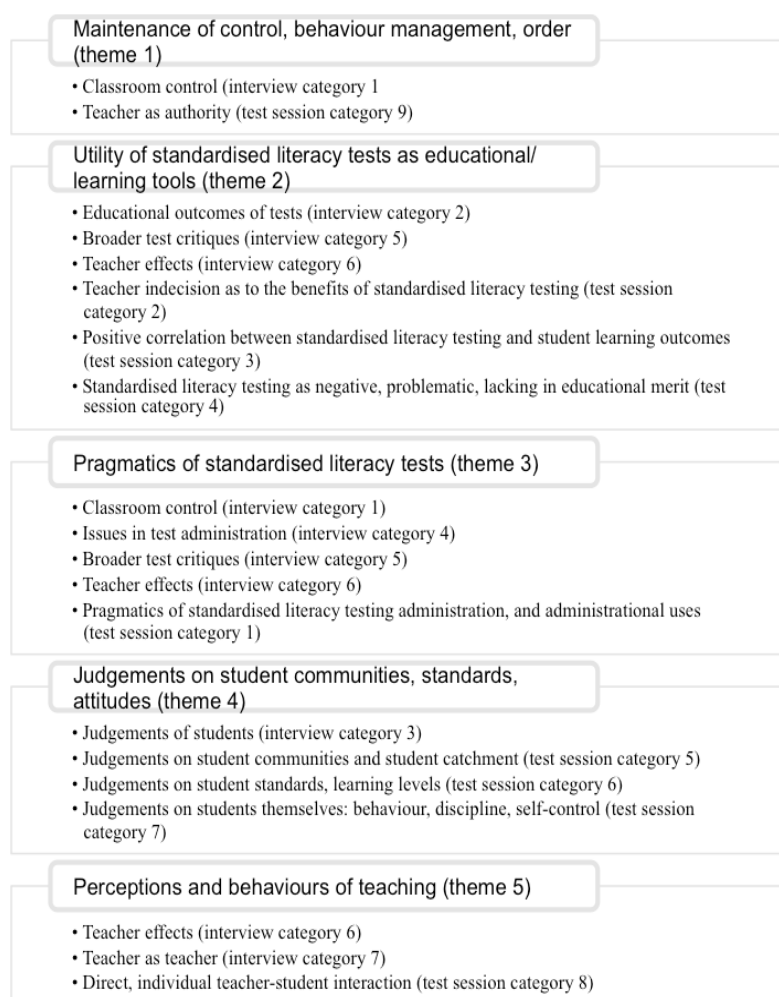 Maintenance of control, behaviour management, order
(theme 1)
• Classroom control (interview category 1
• Teacher as authority (test session category 9)
Utility of standardised literacy tests as educational/
learning tools (theme 2)
• Educational outcomes of tests (interview category 2)
• Broader test critiques (interview category 5)
• Teacher effects (interview category 6)
• Teacher indecision as to the benefits of standardised literacy testing (test session
category 2)
• Positive correlation between standardised literacy testing and student learning outcomes
(test session category 3)
• Standardised literacy testing as negative, problematic, lacking in educational merit (test
session category 4)
Pragmatics of standardised literacy tests (theme 3)
• Classroom control (interview category 1)
• Issues in test administration (interview category 4)
• Broader test critiques (interview category 5)
• Teacher effects (interview category 6)
• Pragmatics of standardised literacy testing administration, and administrational uses
(test session category 1)
Judgements on student communities, standards,
attitudes (theme 4)
• Judgements of students (interview category 3)
• Judgements on student communities and student catchment (test session category 5)
• Judgements on student standards, learning levels (test session category 6)
• Judgements on students themselves: behaviour, discipline, self-control (test session
category 7)
Perceptions and behaviours of teaching (theme 5)
• Teacher effects (interview category 6)
• Teacher as teacher (interview category 7)
• Direct, individual teacher-student interaction (test session category 8)